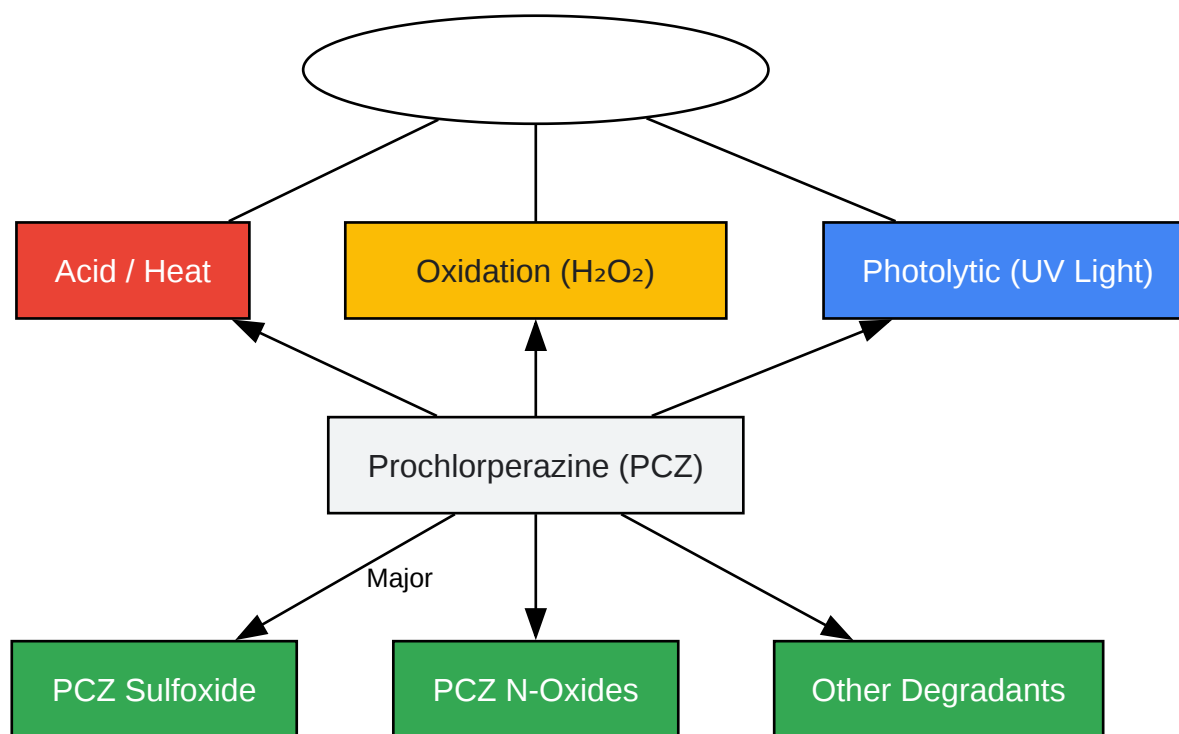 Acid / Heat
Oxidation (H₂O₂)
Photolytic (UV Light)
Prochlorperazine (PCZ)
Major
PCZ Sulfoxide
PCZ N-Oxides
Other Degradants